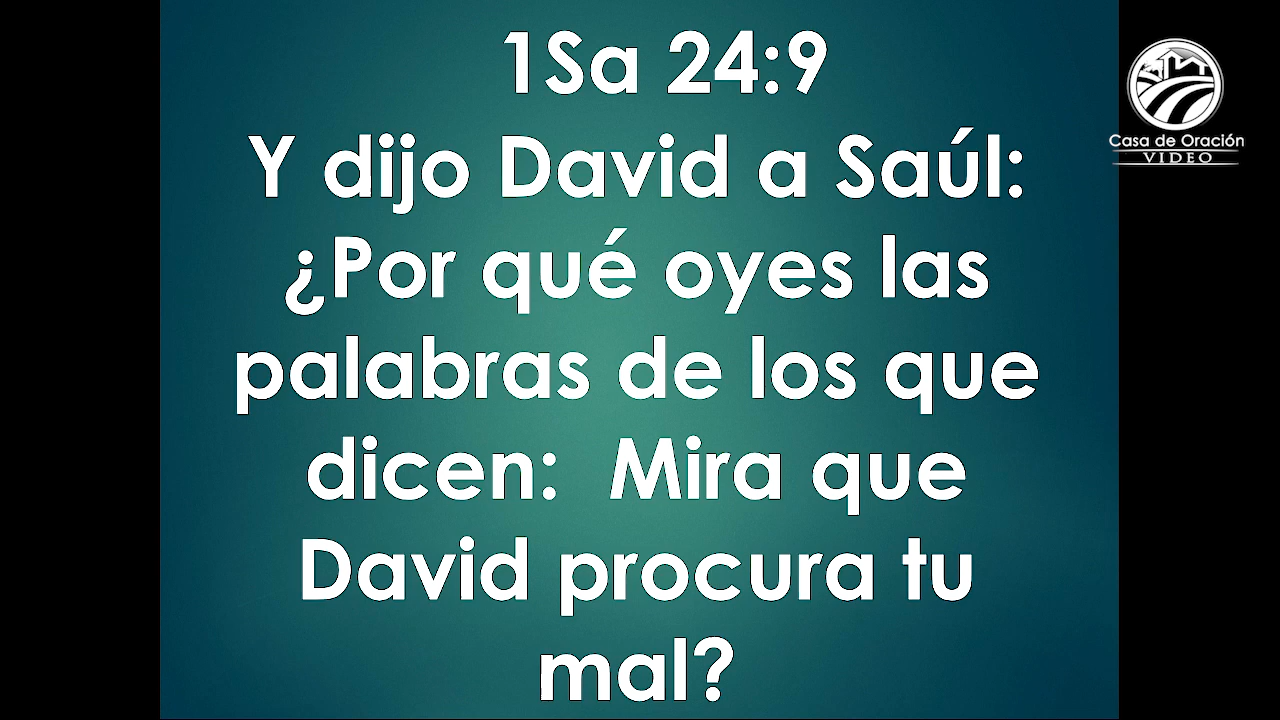 1Sa 24:9
Y dijo David a Saúl:
¿Por qué oyes las
palabras de los que
dicen:  Mira que
David procura tu
mal?
Casa de Oración
VIDEO